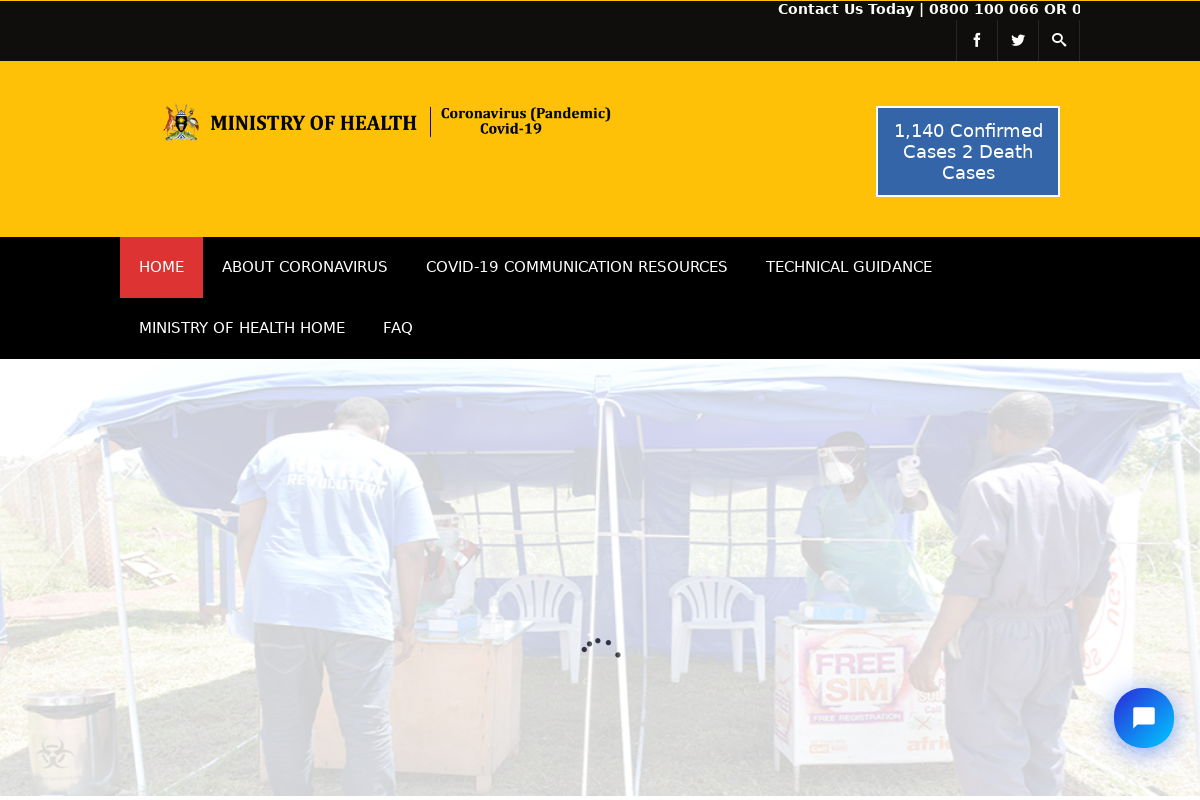 Contact Us Today | 0800 100 066 OR 0
MINISTRY OF HEALTH
Coronavirus (Pandemic)
Covid-19
1,140 Confirmed
Cases 2 Death
Cases
HOME ABOUT CORONAVIRUS COVID-19 COMMUNICATION RESOURCES TECHNICAL GUIDANCE
MINISTRY OF HEALTH HOME FAQ
REVOLUTION
FREE
SIM
FREE REGISTRATION